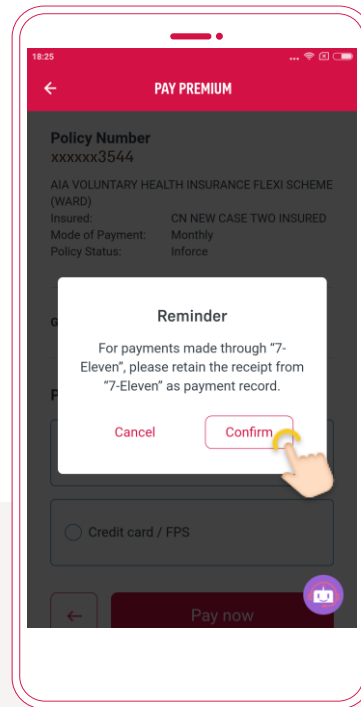 18:25
PAY PREMIUM
Policy Number
xxxxxx3544
AIA VOLUNTARY HEALTH INSURANCE FLEXI SCHEME
(WARD)
Insured: CN NEW CASE TWO INSURED
Mode of Payment: Monthly
Policy Status: Inforce
Reminder
For payments made through “7-
Eleven”, please retain the receipt from
“7-Eleven” as payment record.
Cancel Confirm
Credit card / FPS
Pay now